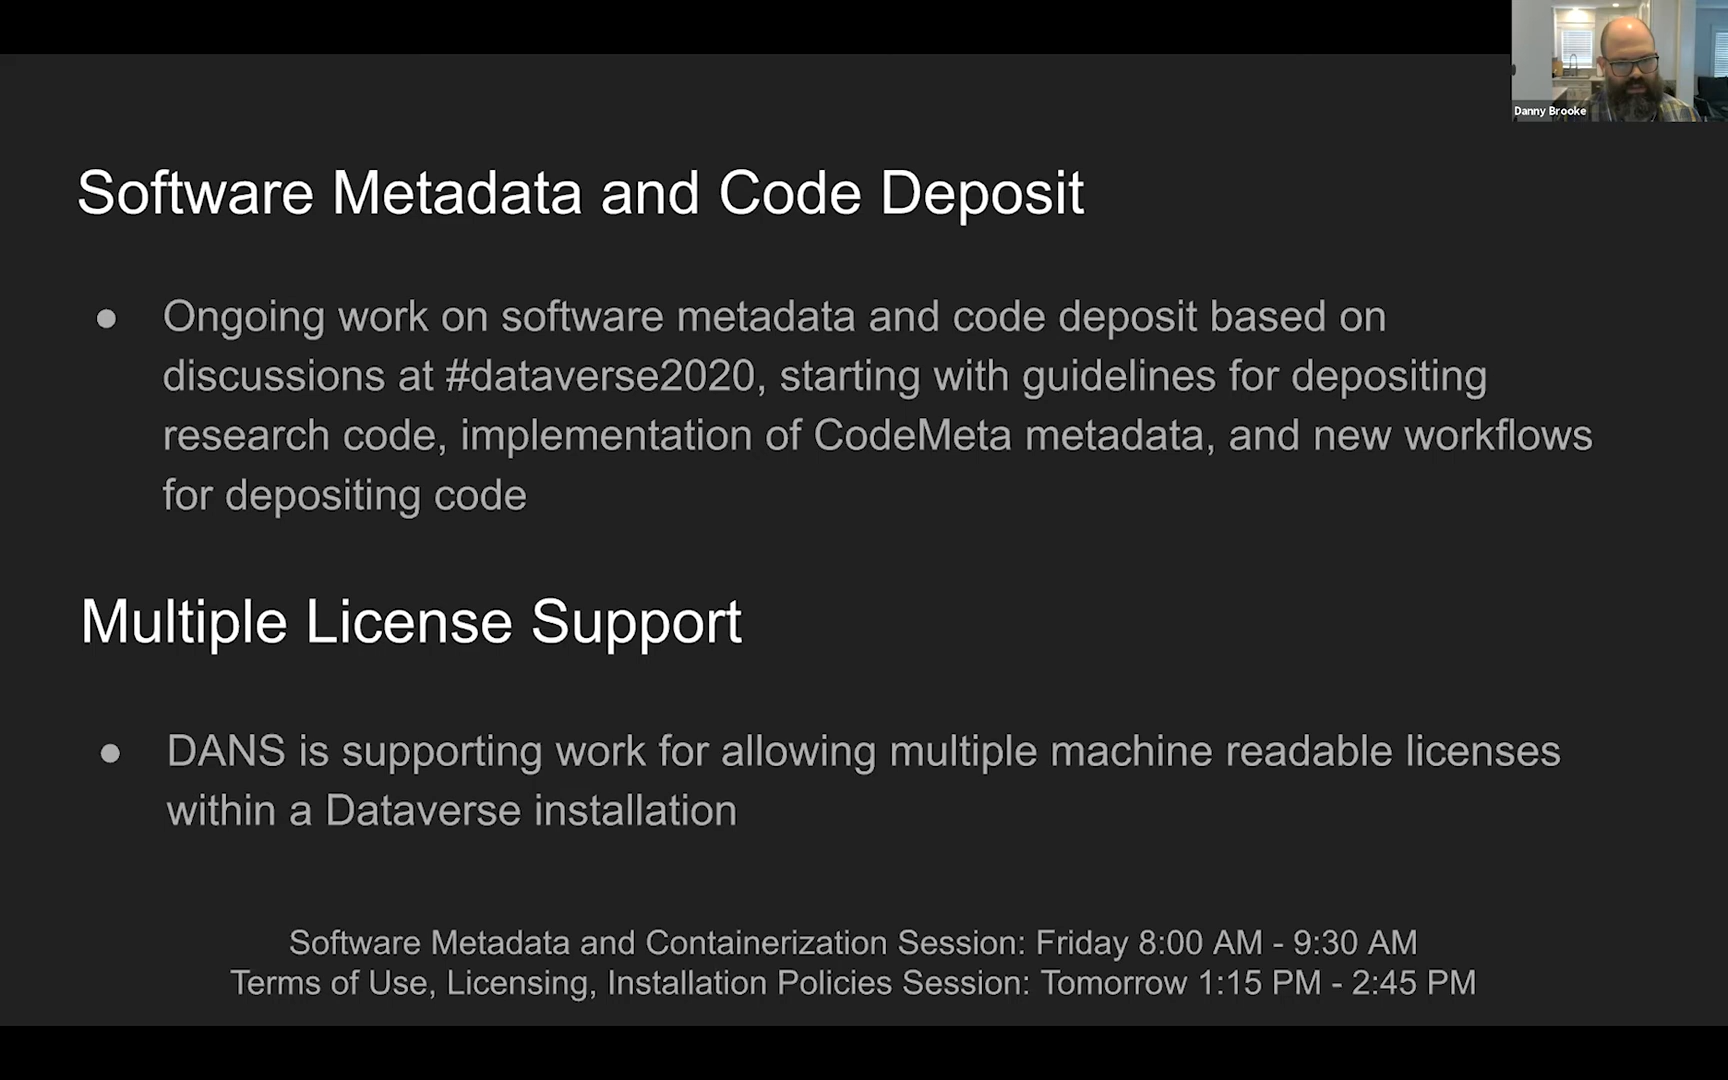 Danny Brooke
Software Metadata and Code Deposit
● Ongoing work on software metadata and code deposit based on
discussions at #dataverse2020, starting with guidelines for depositing
research code, implementation of CodeMeta metadata, and new workflows
for depositing code
Multiple License Support
● DANS is supporting work for allowing multiple machine readable licenses
within a Dataverse installation
Software Metadata and Containerization Session: Friday 8:00 AM - 9:30 AM
Terms of Use, Licensing, Installation Policies Session: Tomorrow 1:15 PM - 2:45 PM